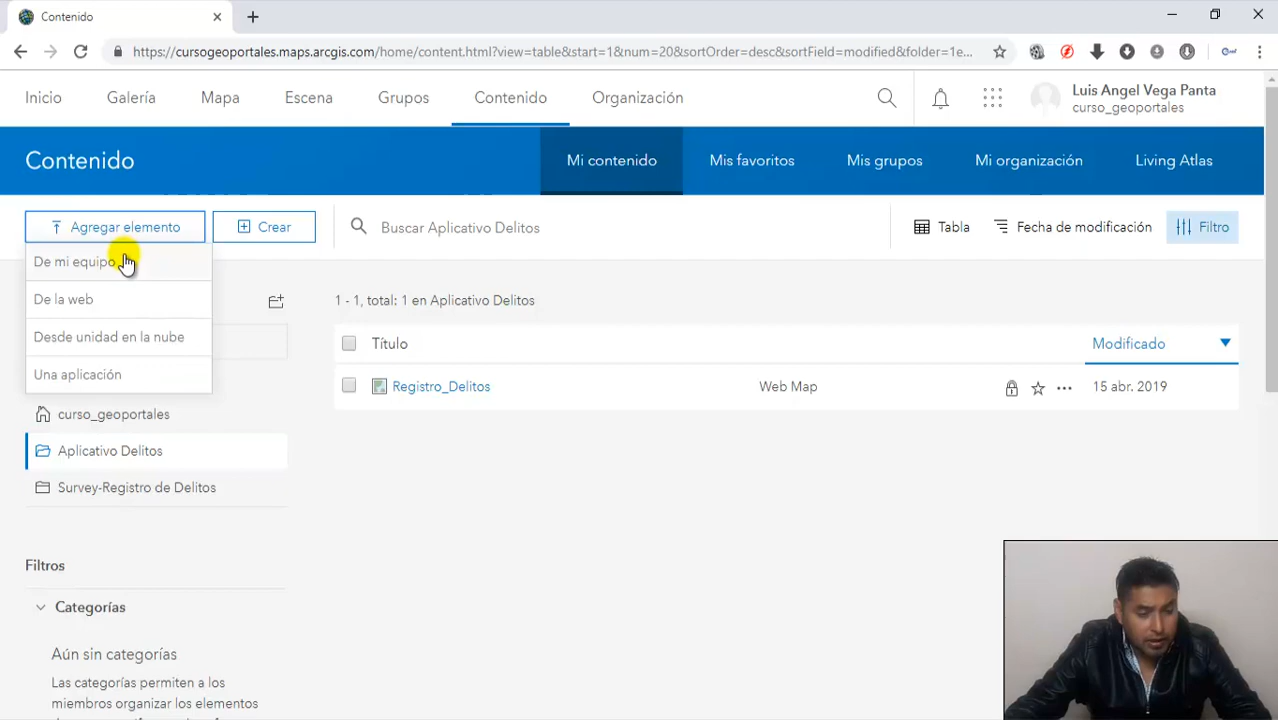 Contenido
https://cursogeoportales.maps.arcgis.com/home/content.html?view=table&start=1&num=20&sortOrder=desc&sortField=modified&folder=1e...
Inicio Galería Mapa Escena Grupos Contenido Organización
Luis Angel Vega Panta
curso_geoportales
Contenido Mi contenido Mis favoritos Mis grupos Mi organización Living Atlas
Agregar elemento Crear Buscar Aplicativo Delitos Tabla Fecha de modificación Filtro
De mi equipo
De la web
Desde unidad en la nube
Una aplicación
1 - 1, total: 1 en Aplicativo Delitos
Título Modificado
Registro_Delitos Web Map 15 abr. 2019
curso_geoportales
Aplicativo Delitos
Survey-Registro de Delitos
Filtros
Categorías
Aún sin categorías
Las categorías permiten a los
miembros organizar los elementos